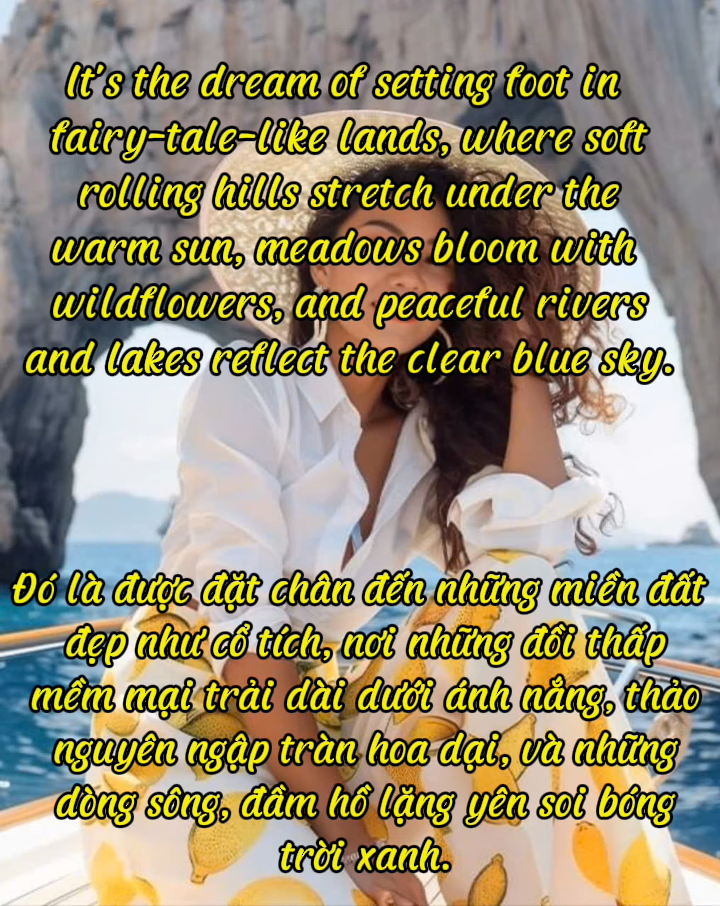 It's the dream of setting foot in
fairy-tale-like lands, where soft
rolling hills stretch under the
warm sun, meadows bloom with
wildflowers, and peaceful rivers
and lakes reflect the clear blue sky.
Đó là được đặt chân đến những miền đất
đẹp như cổ tích, nơi những đồi thấp
mềm mại trải dài dưới ánh nắng, thảo
nguyên ngập tràn hoa dại, và những
dòng sông, đầm hồ lặng yên soi bóng
trời xanh.